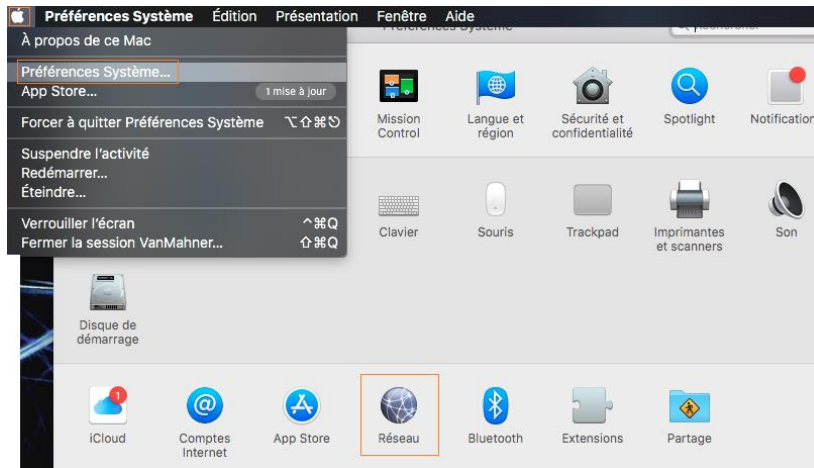 Préférences Système Édition Présentation Fenêtre Aide
À propos de ce Mac
Préférences Système...
App Store... 1 mise à jour
Forcer à quitter Préférences Système ⌥⇧⌘⎋
Suspendre l'activité
Redémarrer...
Éteindre...
Verrouiller l'écran ^⌘Q
Fermer la session VanMahner... ⇧⌘Q
Mission
Control
Langue et
région
Sécurité et
confidentialité
Spotlight
Notification
Clavier
Souris
Trackpad
Imprimantes
et scanners
Son
Disque de
démarrage
1
iCloud
Comptes
Internet
App Store
Réseau
Bluetooth
Extensions
Partage